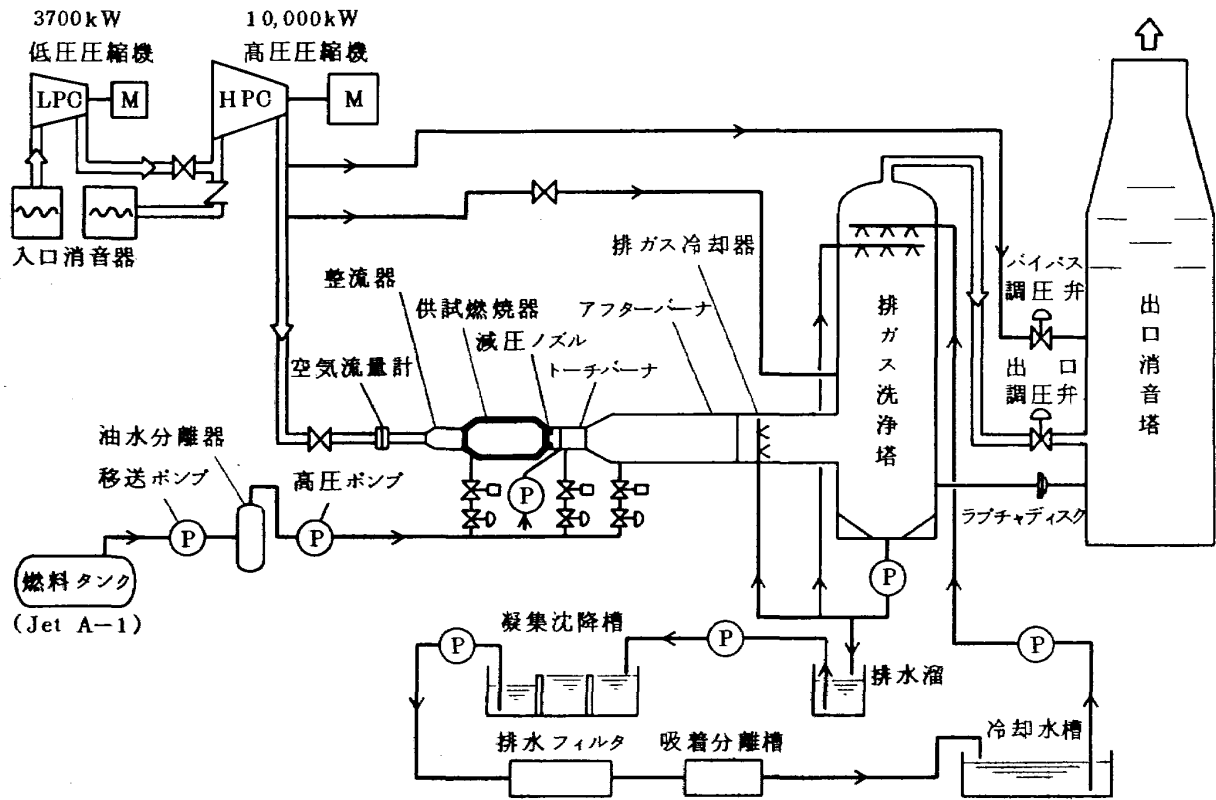 3700kW
10,000kW
低圧圧縮機
高圧圧縮機
LPC
M
HPC
M
入口消音器
整流器
供試燃焼器
減圧ノズル
空気流量計
トーチバーナ
アフターバーナ
排ガス冷却器
排ガス洗浄塔
バイパス
調圧弁
出口
調圧弁
出口消音塔
ラプチャディスク
油水分離器
移送ポンプ
高圧ポンプ
P
P
P
P
燃料タンク
(Jet A-1)
凝集沈降槽
P
P
P
排水溜
排水フィルタ
吸着分離槽
冷却水槽